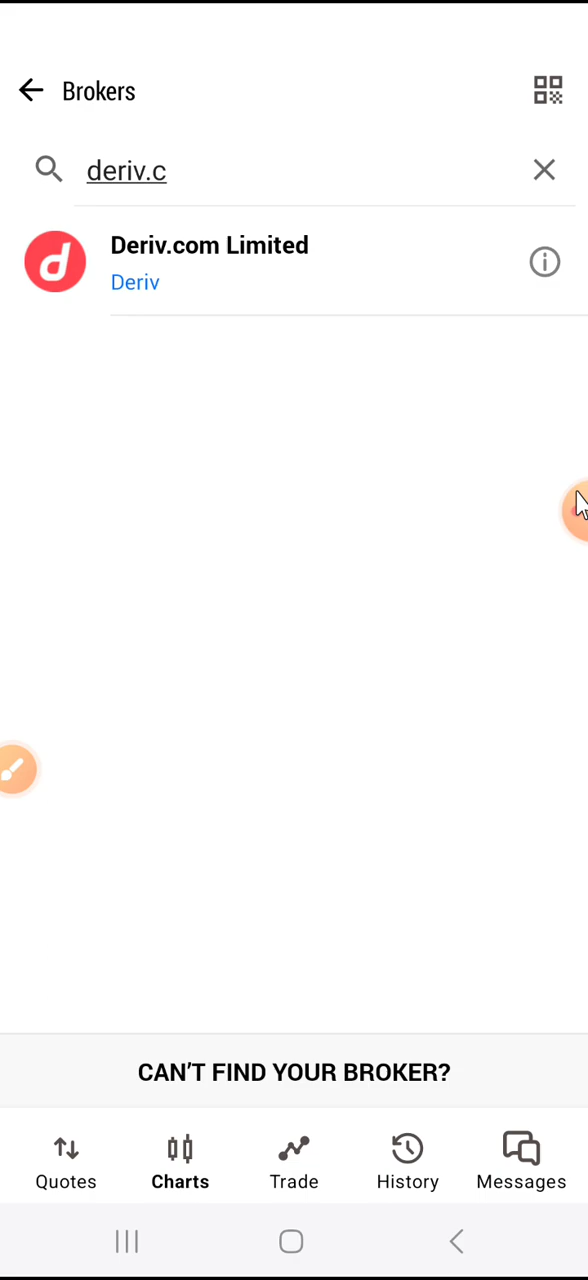 Brokers
deriv.c
Deriv.com Limited
Deriv
CAN'T FIND YOUR BROKER?
Quotes
Charts
Trade
History
Messages